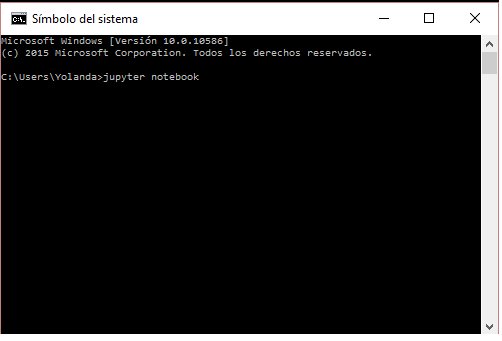 Símbolo del sistema
Microsoft Windows [Versión 10.0.10586]
(c) 2015 Microsoft Corporation. Todos los derechos reservados.
C:\Users\Yolanda>jupyter notebook